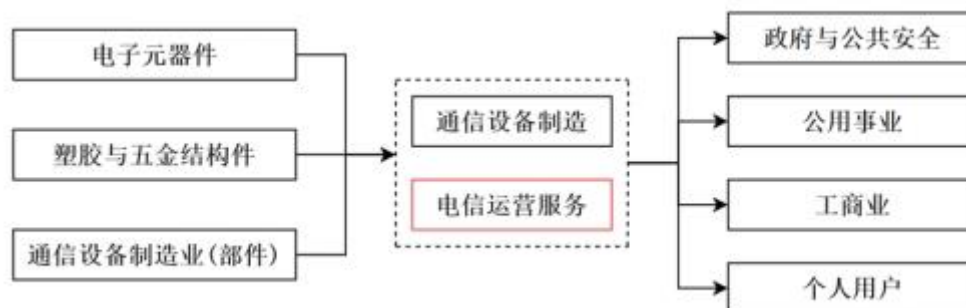 电子元器件
塑胶与五金结构件
通信设备制造业(部件)
通信设备制造
电信运营服务
政府与公共安全
公用事业
工商业
个人用户